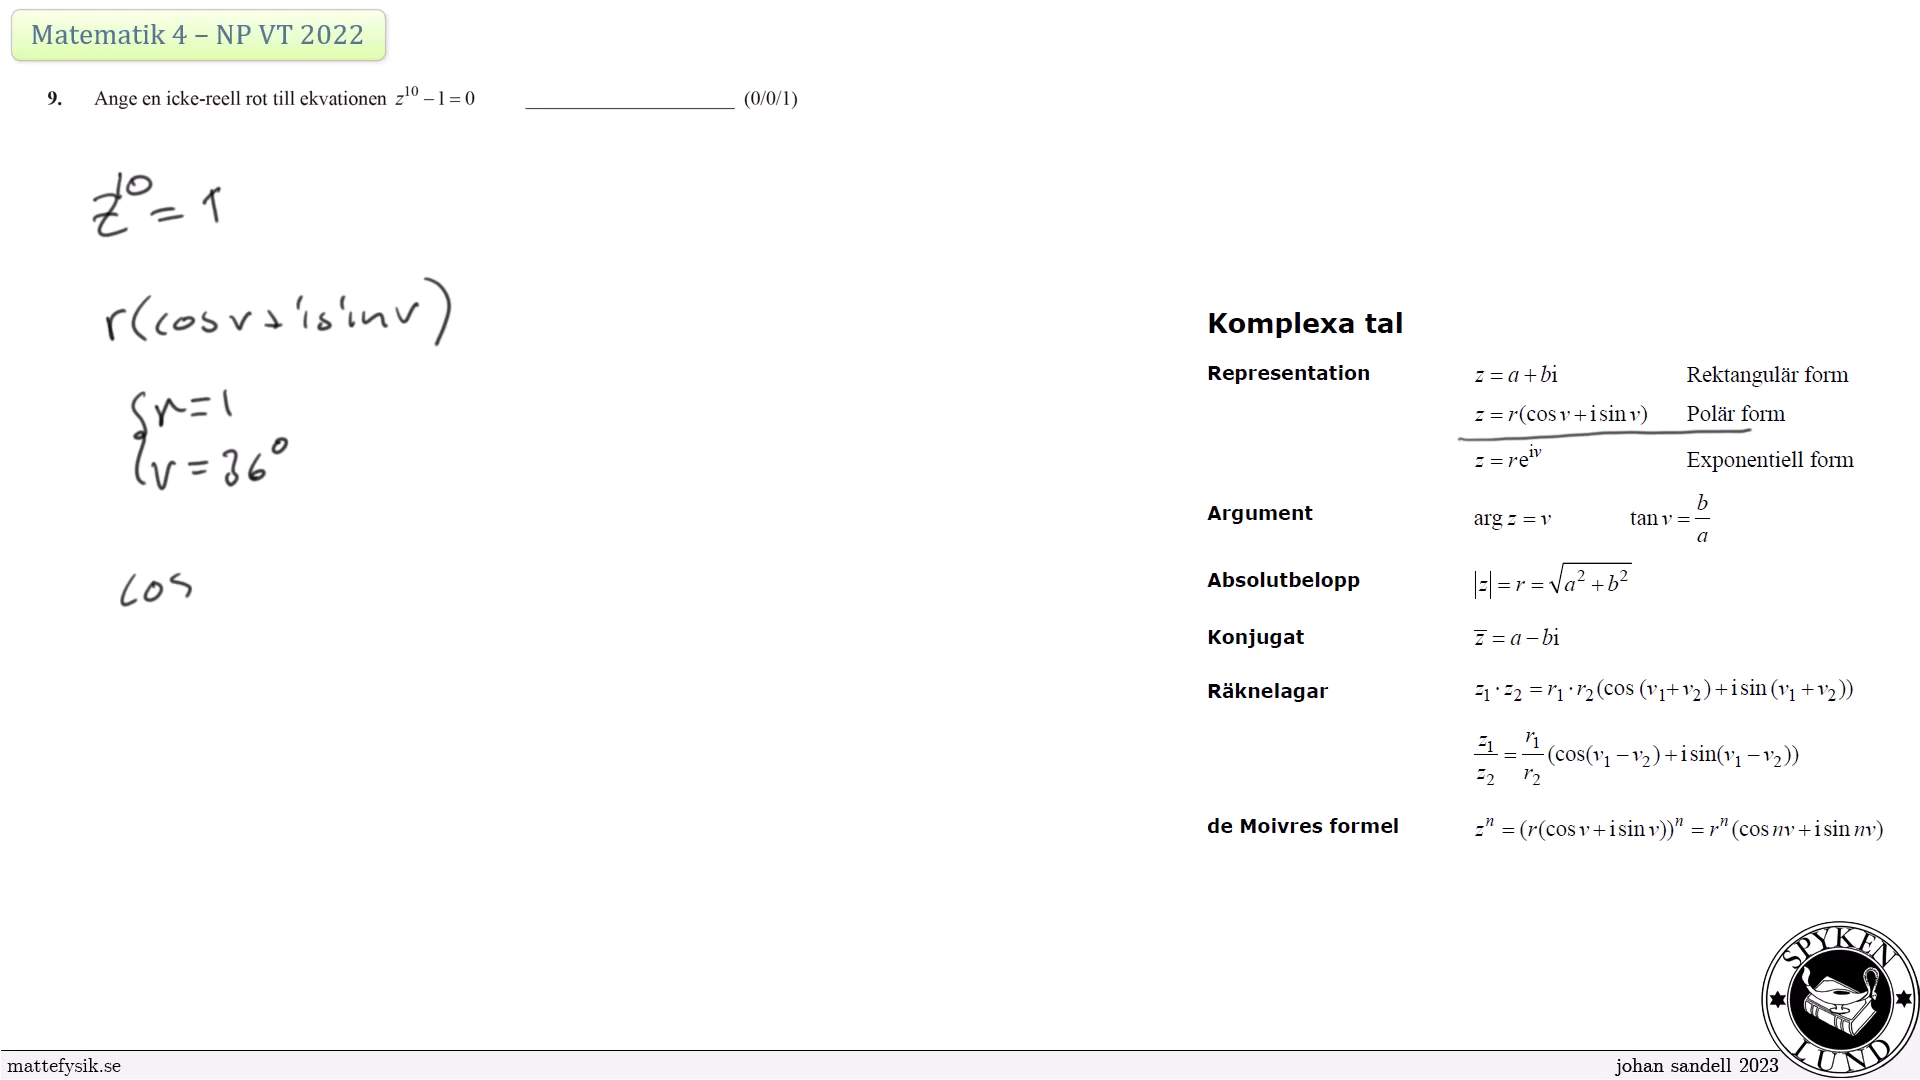 Matematik 4 – NP VT 2022
9. Ange en icke-reell rot till ekvationen z^10 − 1 = 0 ____________________ (0/0/1)
z^10 = 1
r(cos v + i sin v)
{ r = 1
v = 36°
cos
Komplexa tal
Representation z = a + bi Rektangulär form
z = r(cos v + i sin v) Polär form
z = re^iv Exponentiell form
Argument arg z = v tan v = b/a
Absolutbelopp |z| = r = √(a² + b²)
Konjugat z̅ = a − bi
Räknelagar z₁ · z₂ = r₁ · r₂(cos (v₁ + v₂) + i sin (v₁ + v₂))
z₁/z₂ = r₁/r₂ (cos(v₁ − v₂) + i sin(v₁ − v₂))
de Moivres formel zⁿ = (r(cos v + i sin v))ⁿ = rⁿ(cos nv + i sin nv)
SPYKEN
LUND
mattefysik.se
johan sandell 2023